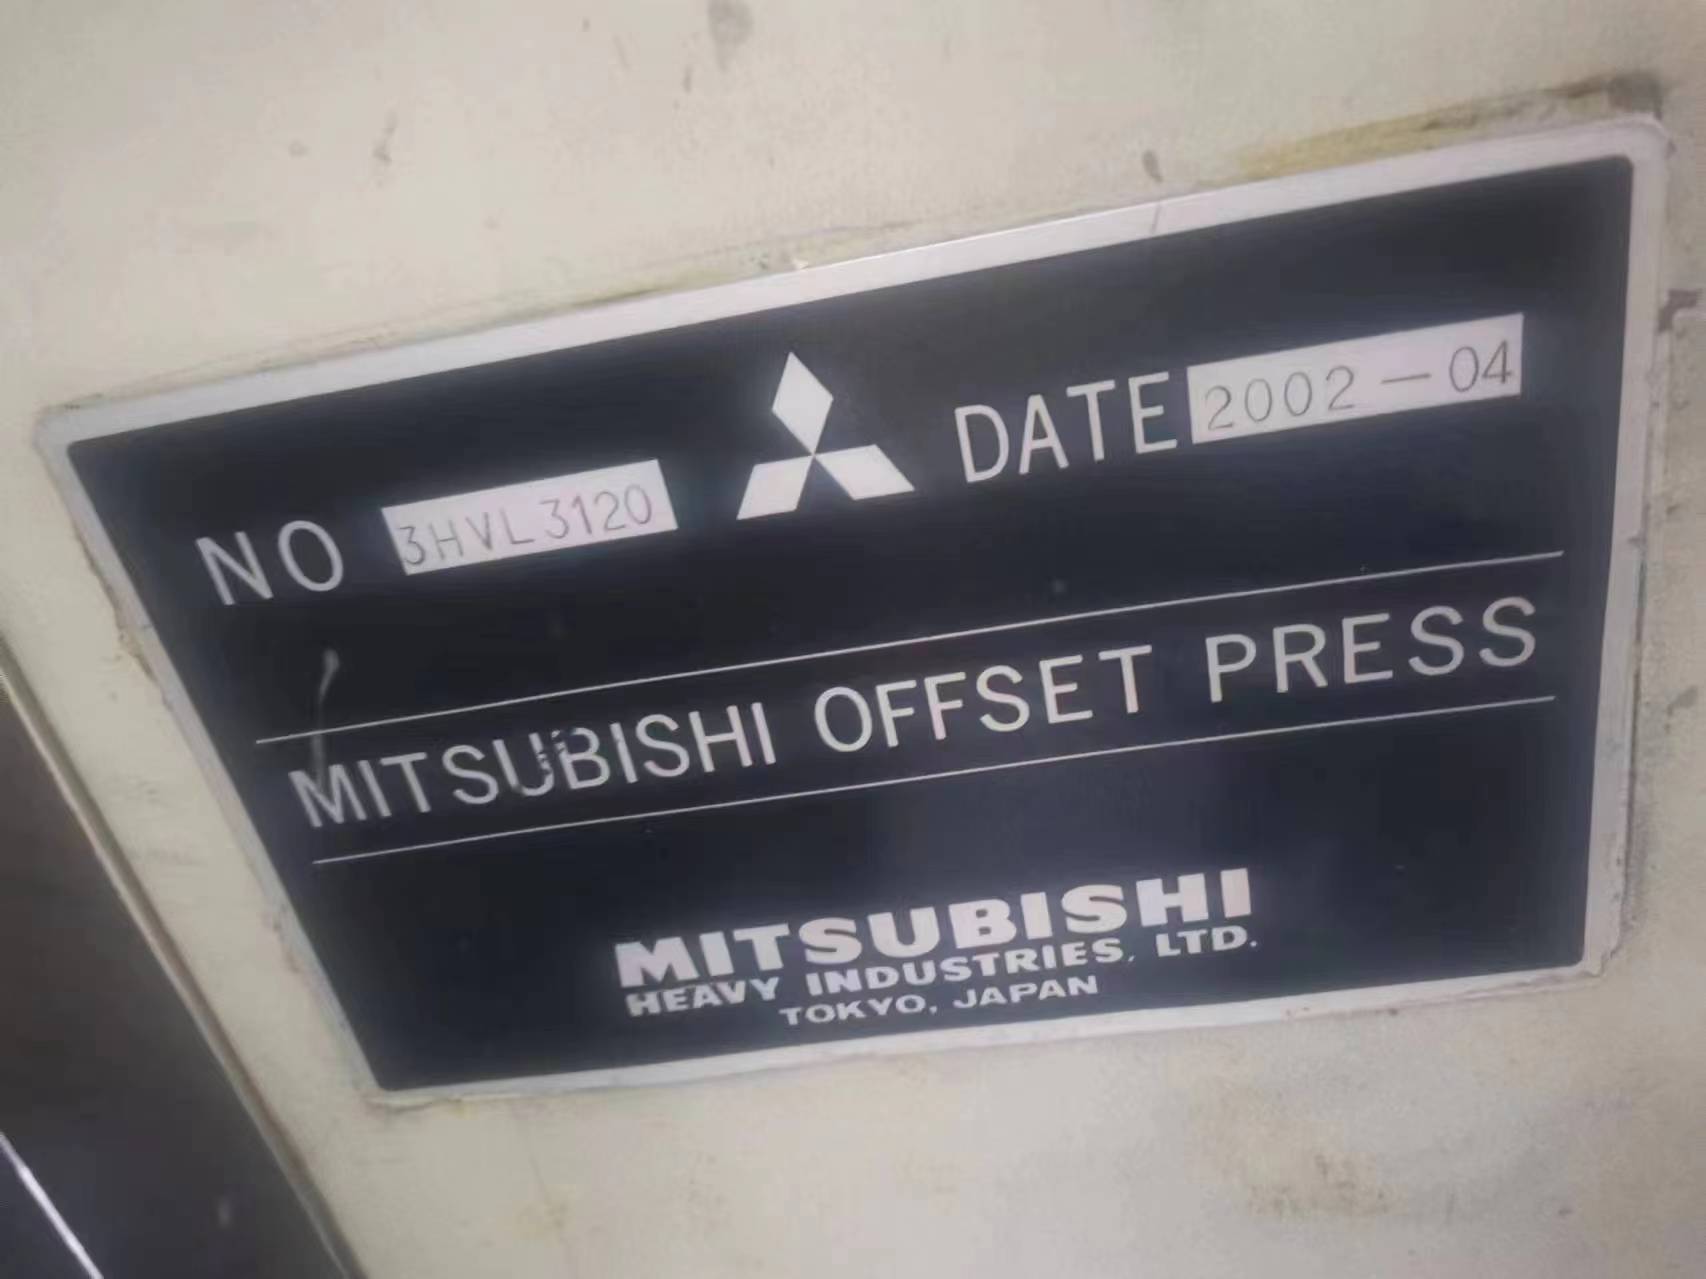 NO 3HVL3120 DATE 2002-04
MITSUBISHI OFFSET PRESS
MITSUBISHI
HEAVY INDUSTRIES, LTD.
TOKYO, JAPAN